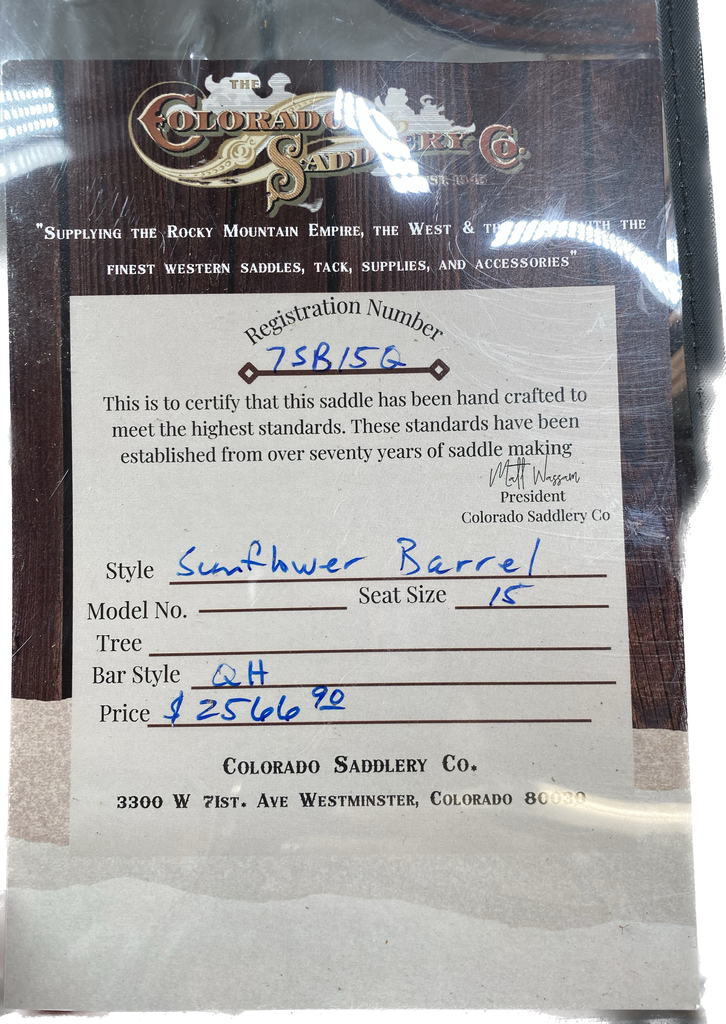 THE
COLORADO
SADDLERY CO.
EST. 1945
"SUPPLYING THE ROCKY MOUNTAIN EMPIRE, THE WEST & THE WITH THE
FINEST WESTERN SADDLES, TACK, SUPPLIES, AND ACCESSORIES"
Registration Number
7SB15Q
This is to certify that this saddle has been hand crafted to
meet the highest standards. These standards have been
established from over seventy years of saddle making
Matt Wassam
President
Colorado Saddlery Co
Style Sunflower Barrel
Model No. Seat Size 15
Tree
Bar Style QH
Price $ 2566 90
COLORADO SADDLERY CO.
3300 W 71ST. AVE WESTMINSTER, COLORADO 80030